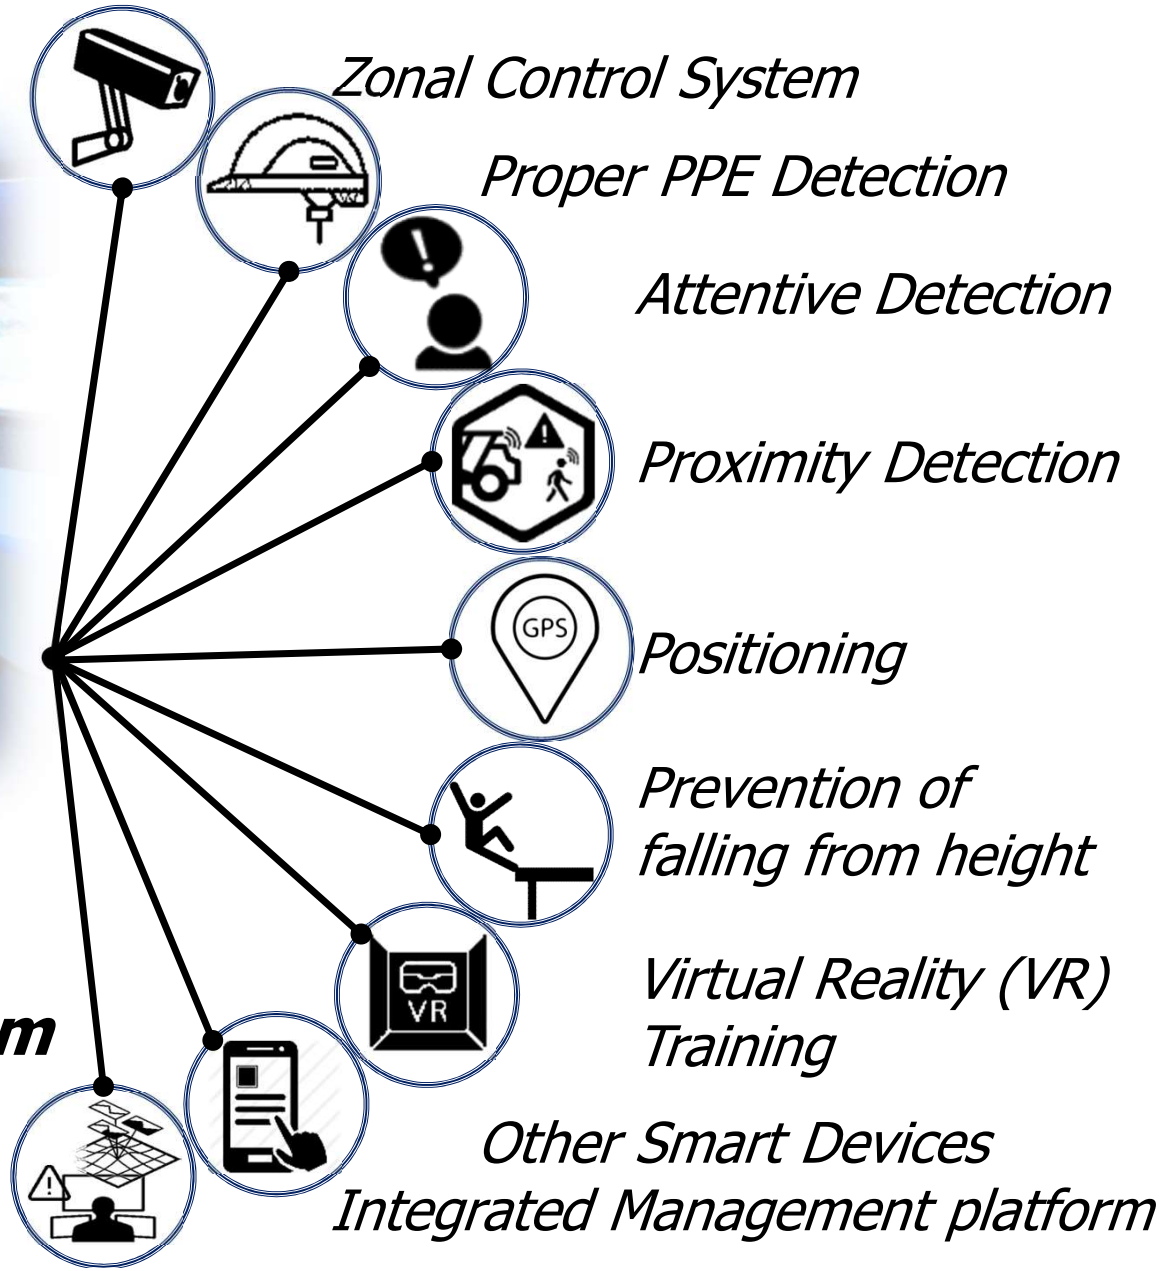 Zonal Control System
Proper PPE Detection
Attentive Detection
Proximity Detection
GPS
Positioning
Prevention of
falling from height
VR
Virtual Reality (VR)
Training
m
Other Smart Devices
Integrated Management platform